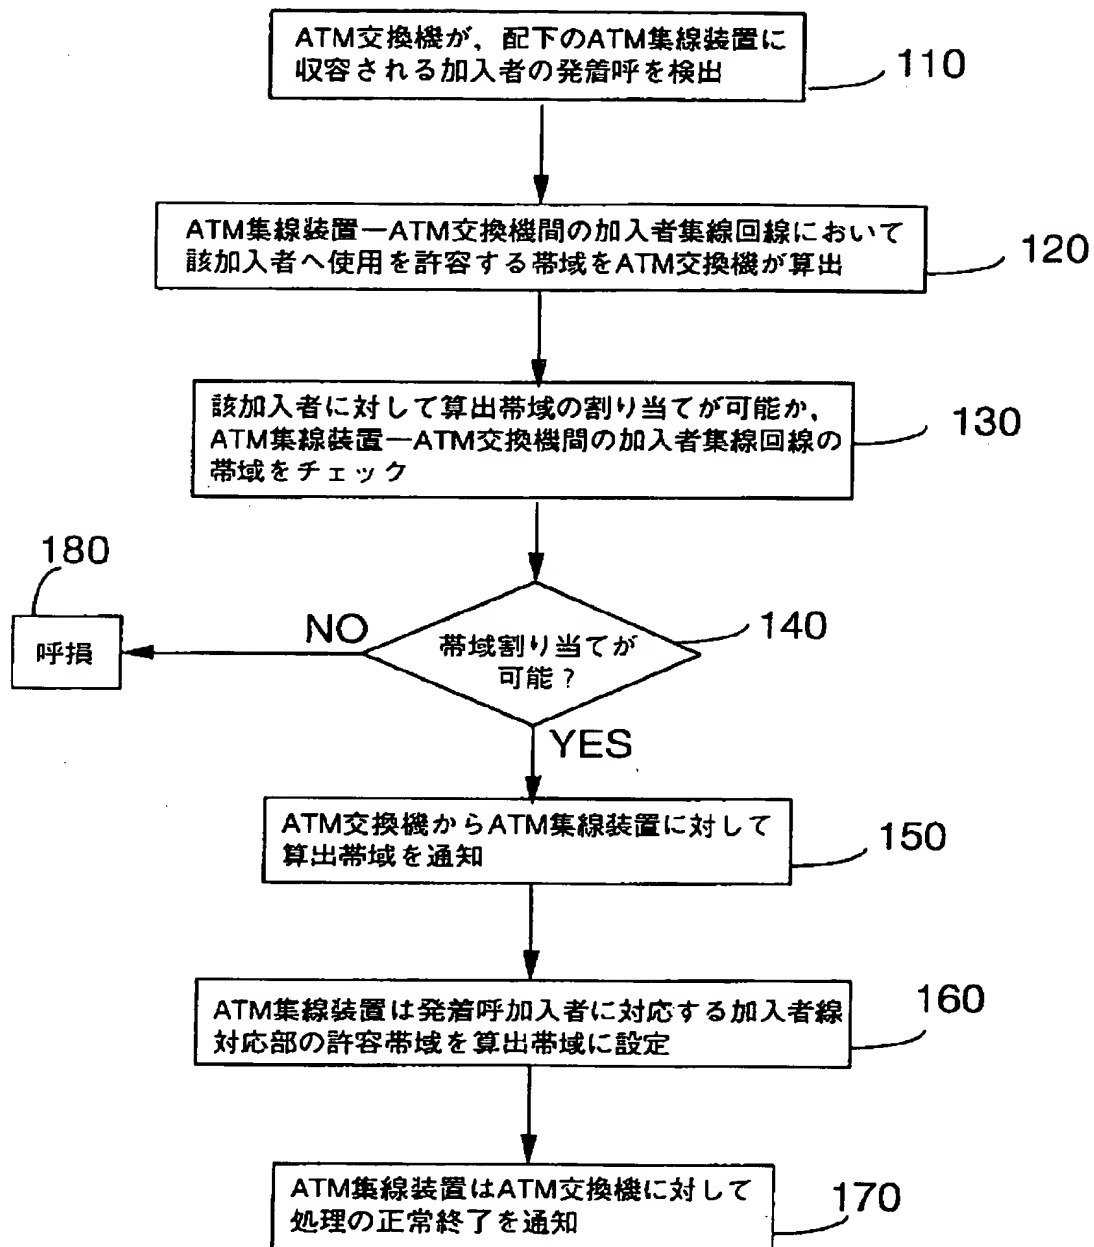 ATM交換機が、配下のATM集線装置に
収容される加入者の発着呼を検出
110
ATM集線装置ーATM交換機間の加入者集線回線において
該加入者へ使用を許容する帯域をATM交換機が算出
120
該加入者に対して算出帯域の割り当てが可能か、
ATM集線装置ーATM交換機間の加入者集線回線の
帯域をチェック
130
180
呼損
NO
帯域割り当てが
可能?
140
YES
ATM交換機からATM集線装置に対して
算出帯域を通知
150
ATM集線装置は発着呼加入者に対応する加入者線
対応部の許容帯域を算出帯域に設定
160
ATM集線装置はATM交換機に対して
処理の正常終了を通知
170